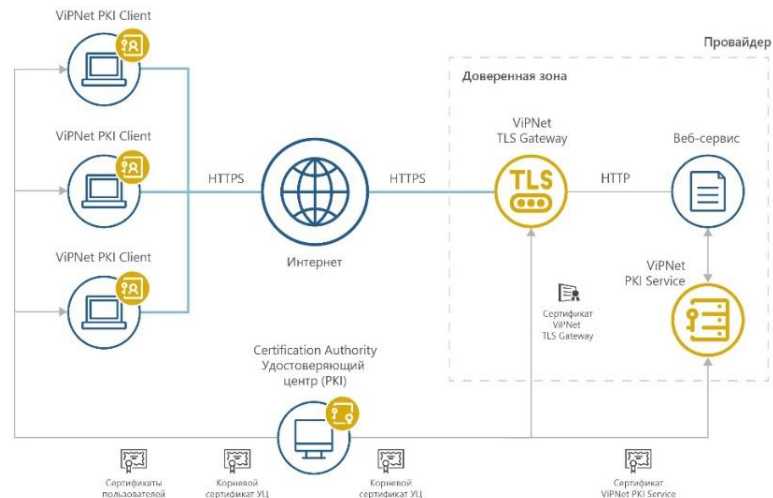 ViPNet PKI Client
Провайдер
Доверенная зона
ViPNet
TLS Gateway
Веб-сервис
ViPNet PKI Client
TLS
HTTPS
HTTPS
HTTP
Интернет
ViPNet PKI Client
ViPNet
PKI Service
Сертификат
ViPNet
TLS Gateway
Certification Authority
Удостоверяющий
центр (PKI)
Сертификаты
пользователей
Корневой
сертификат УЦ
Корневой
сертификат УЦ
Сертификат
ViPNet PKI Service